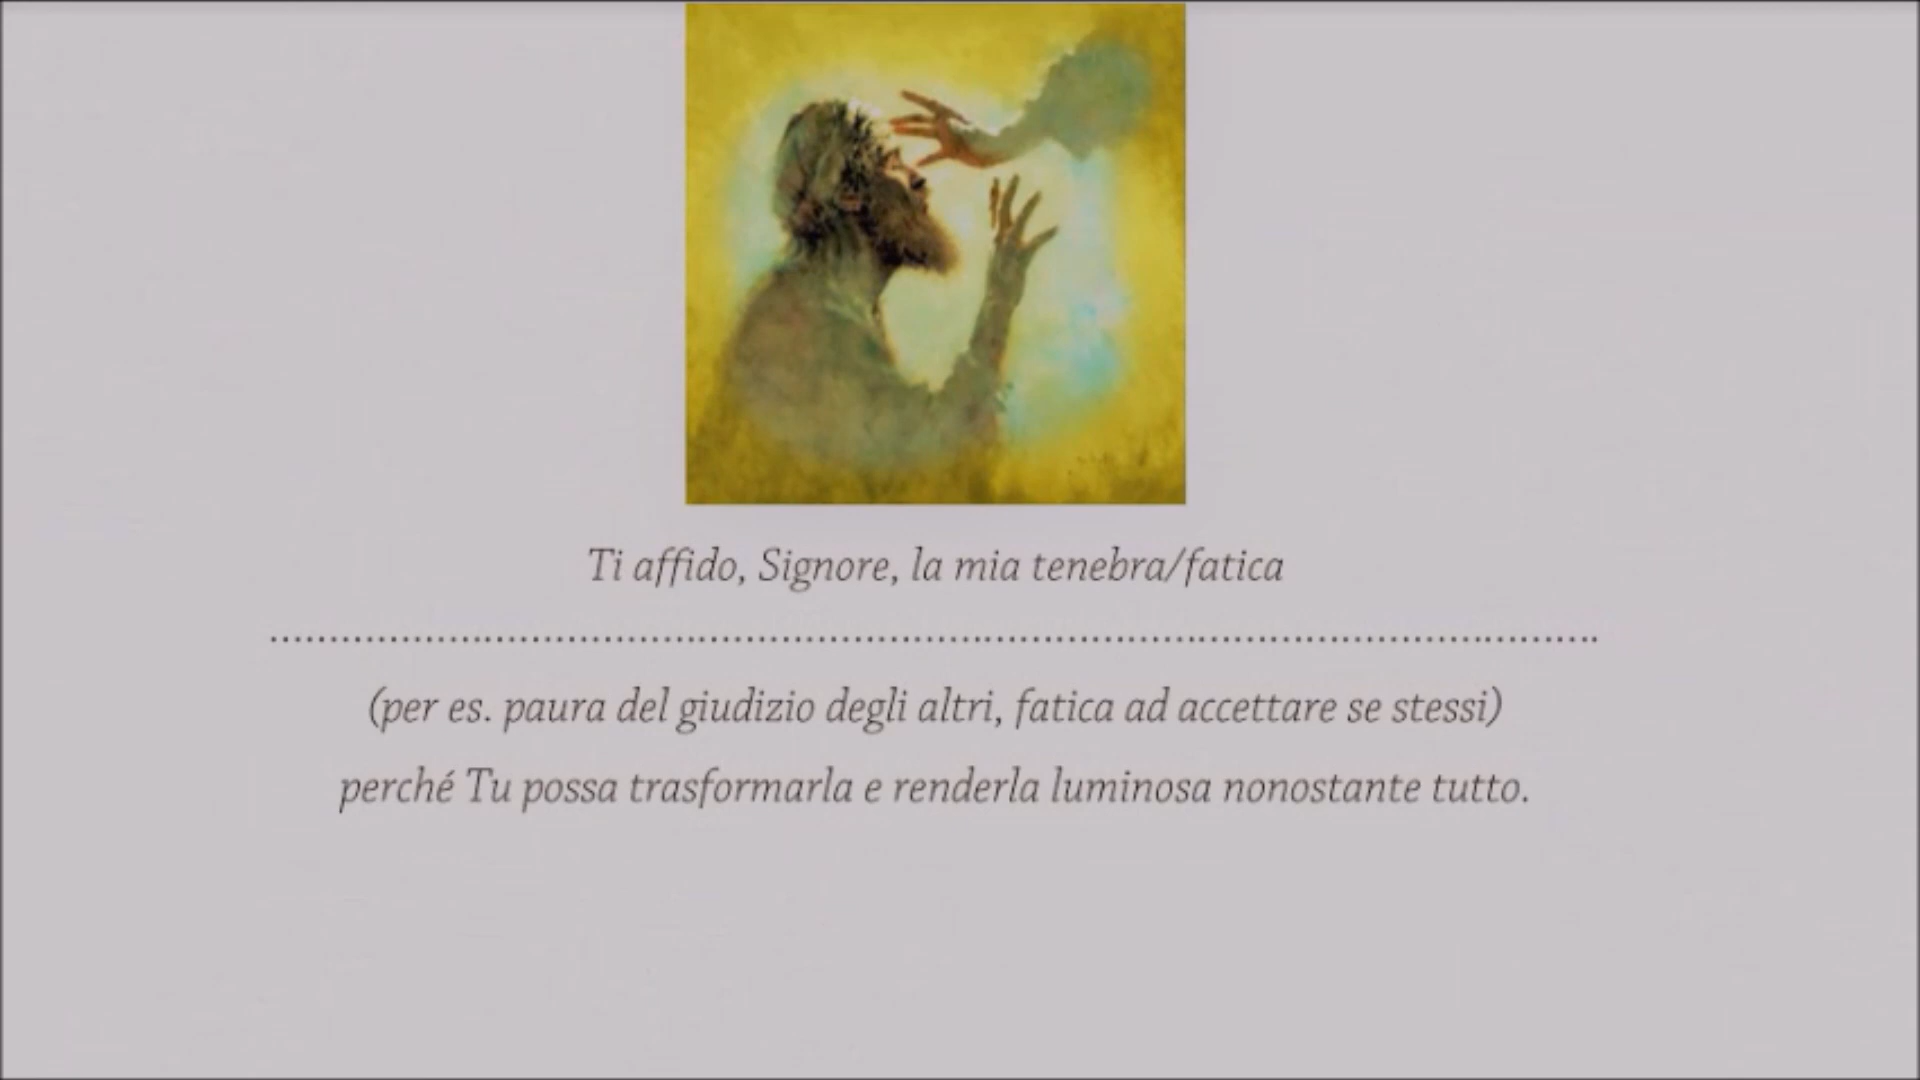 Ti affido, Signore, la mia tenebra/fatica
........................................................................................................................
(per es. paura del giudizio degli altri, fatica ad accettare se stessi)
perché Tu possa trasformarla e renderla luminosa nonostante tutto.